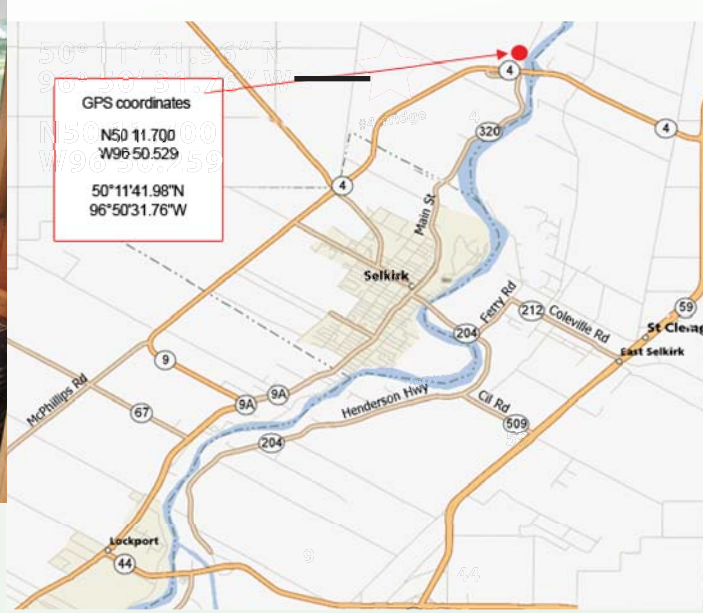 GPS coordinates
N50 11.700
W96 50.529
50°11'41.98"N
96°50'31.76"W
4
4
320
4
Main St
Selkirk
Ferry Rd
212
Coleville Rd
59
204
St Clem
East Selkirk
9
McPhillips Rd
9A
9A
67
Henderson Hwy
Cil Rd
509
204
Lockport
44